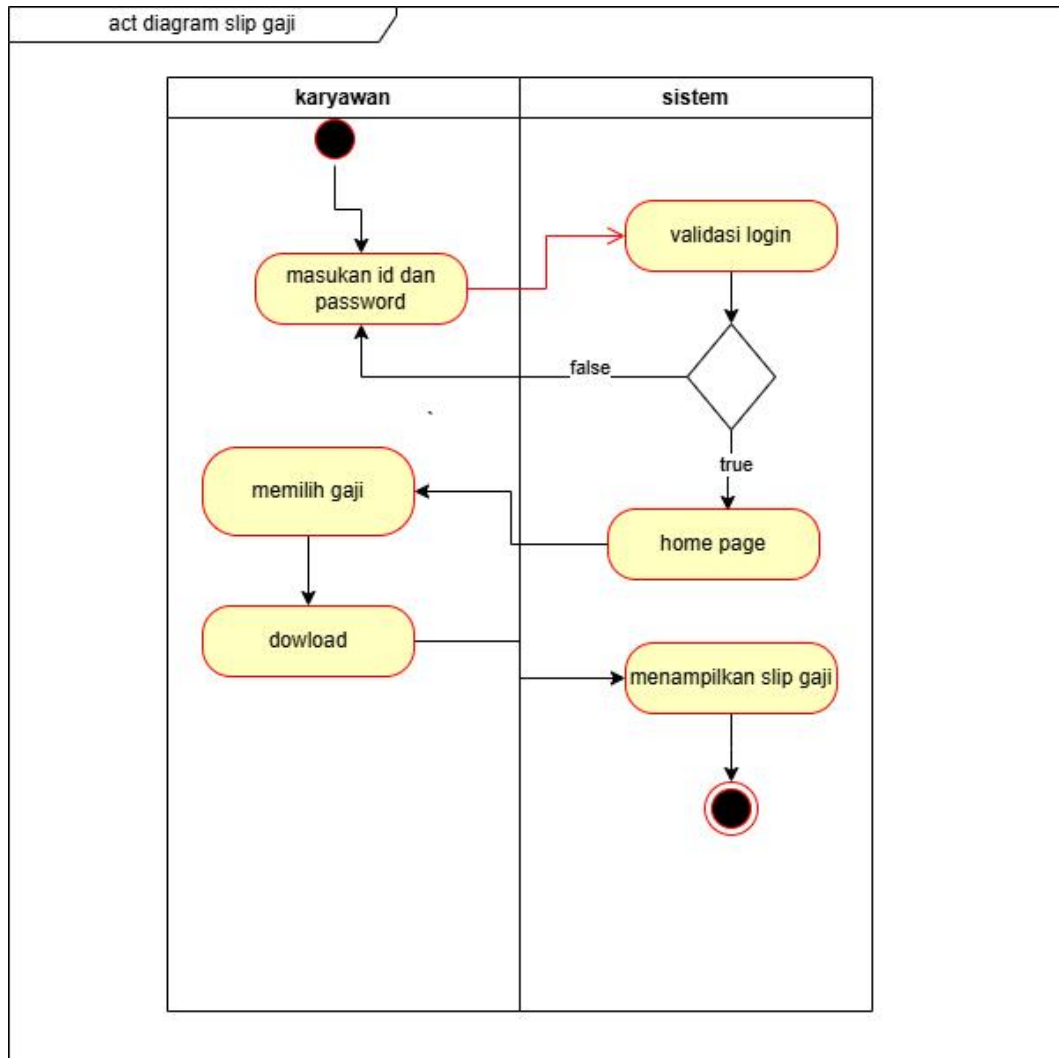 act diagram slip gaji
karyawan
sistem
validasi login
masukan id dan
password
false
true
memilih gaji
home page
dowload
menampilkan slip gaji